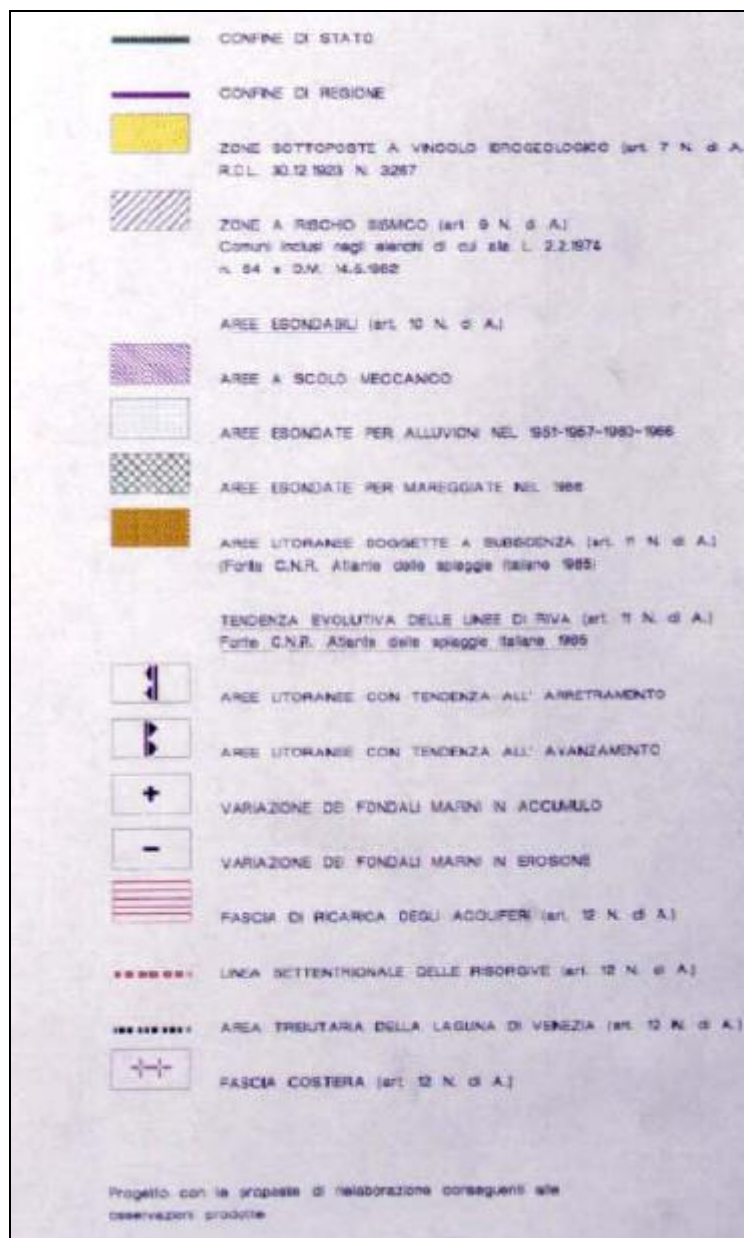 CONFINE DI STATO
CONFINE DI REGIONE
ZONE SOTTOPOSTE A VINCOLO IDROGEOLOGICO (art. 7 N. di A.
R.D.L. 30.12.1923 N. 3267
ZONE A RISCHIO SISMICO (art. 9 N. di A.)
Comuni inclusi negli elenchi di cui alla L. 2.2.1974
n. 64 e D.M. 14.5.1982
AREE ESONDABILI (art. 10 N. di A.)
AREE A SCOLO MECCANICO
AREE ESONDATE PER ALLUVIONI NEL 1951-1957-1960-1966
AREE ESONDATE PER MAREGGIATE NEL 1966
AREE LITORANEE SOGGETTE A SUBSIDENZA (art. 11 N. di A.)
(Fonte C.N.R. Atlante delle spiagge italiane 1985)
TENDENZA EVOLUTIVA DELLE LINEE DI RIVA (art. 11 N. di A.)
Fonte C.N.R. Atlante delle spiagge italiane 1985
AREE LITORANEE CON TENDENZA ALL' ARRETRAMENTO
AREE LITORANEE CON TENDENZA ALL' AVANZAMENTO
+ VARIAZIONE DEI FONDALI MARINI IN ACCUMULO
- VARIAZIONE DEI FONDALI MARINI IN EROSIONE
FASCIA DI RICARICA DEGLI ACQUIFERI (art. 12 N. di A.)
LINEA SETTENTRIONALE DELLE RISORGIVE (art. 12 N. di A.)
AREA TRIBUTARIA DELLA LAGUNA DI VENEZIA (art. 12 N. di A.)
FASCIA COSTIERA (art. 12 N. di A.)
Progetto con le proposte di rielaborazione conseguenti alle
osservazioni prodotte